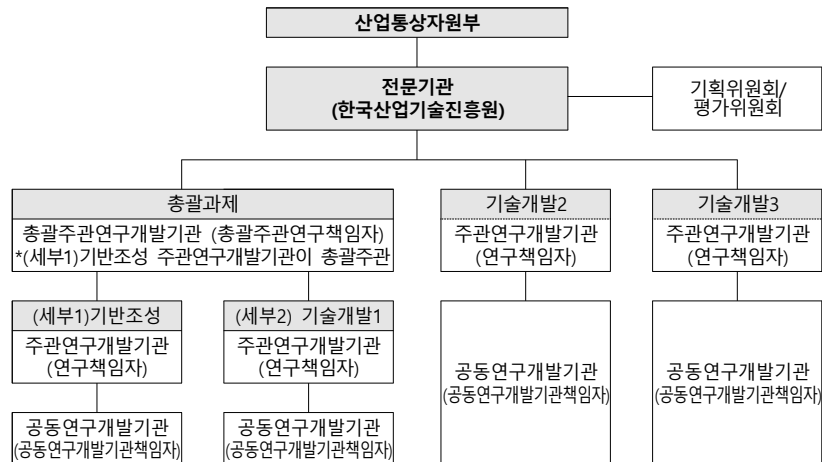 산업통상자원부
전문기관
(한국산업기술진흥원)
기획위원회/
평가위원회
총괄과제
총괄주관연구개발기관 (총괄주관연구책임자)
*(세부1)기반조성 주관연구개발기관이 총괄주관
기술개발2
주관연구개발기관
(연구책임자)
기술개발3
주관연구개발기관
(연구책임자)
(세부1)기반조성
주관연구개발기관
(연구책임자)
(세부2) 기술개발1
주관연구개발기관
(연구책임자)
공동연구개발기관
(공동연구개발기관책임자)
공동연구개발기관
(공동연구개발기관책임자)
공동연구개발기관
(공동연구개발기관책임자)
공동연구개발기관
(공동연구개발기관책임자)